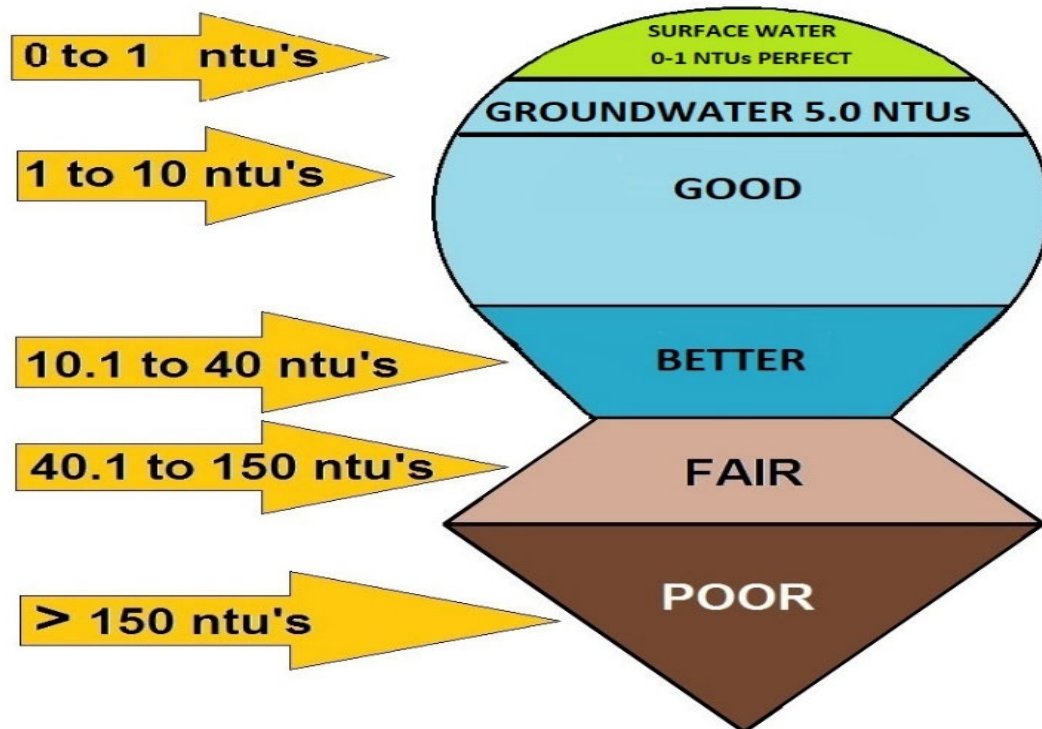 0 to 1 ntu's
SURFACE WATER
0-1 NTUs PERFECT
GROUNDWATER 5.0 NTUs
1 to 10 ntu's
GOOD
10.1 to 40 ntu's
BETTER
40.1 to 150 ntu's
FAIR
> 150 ntu's
POOR